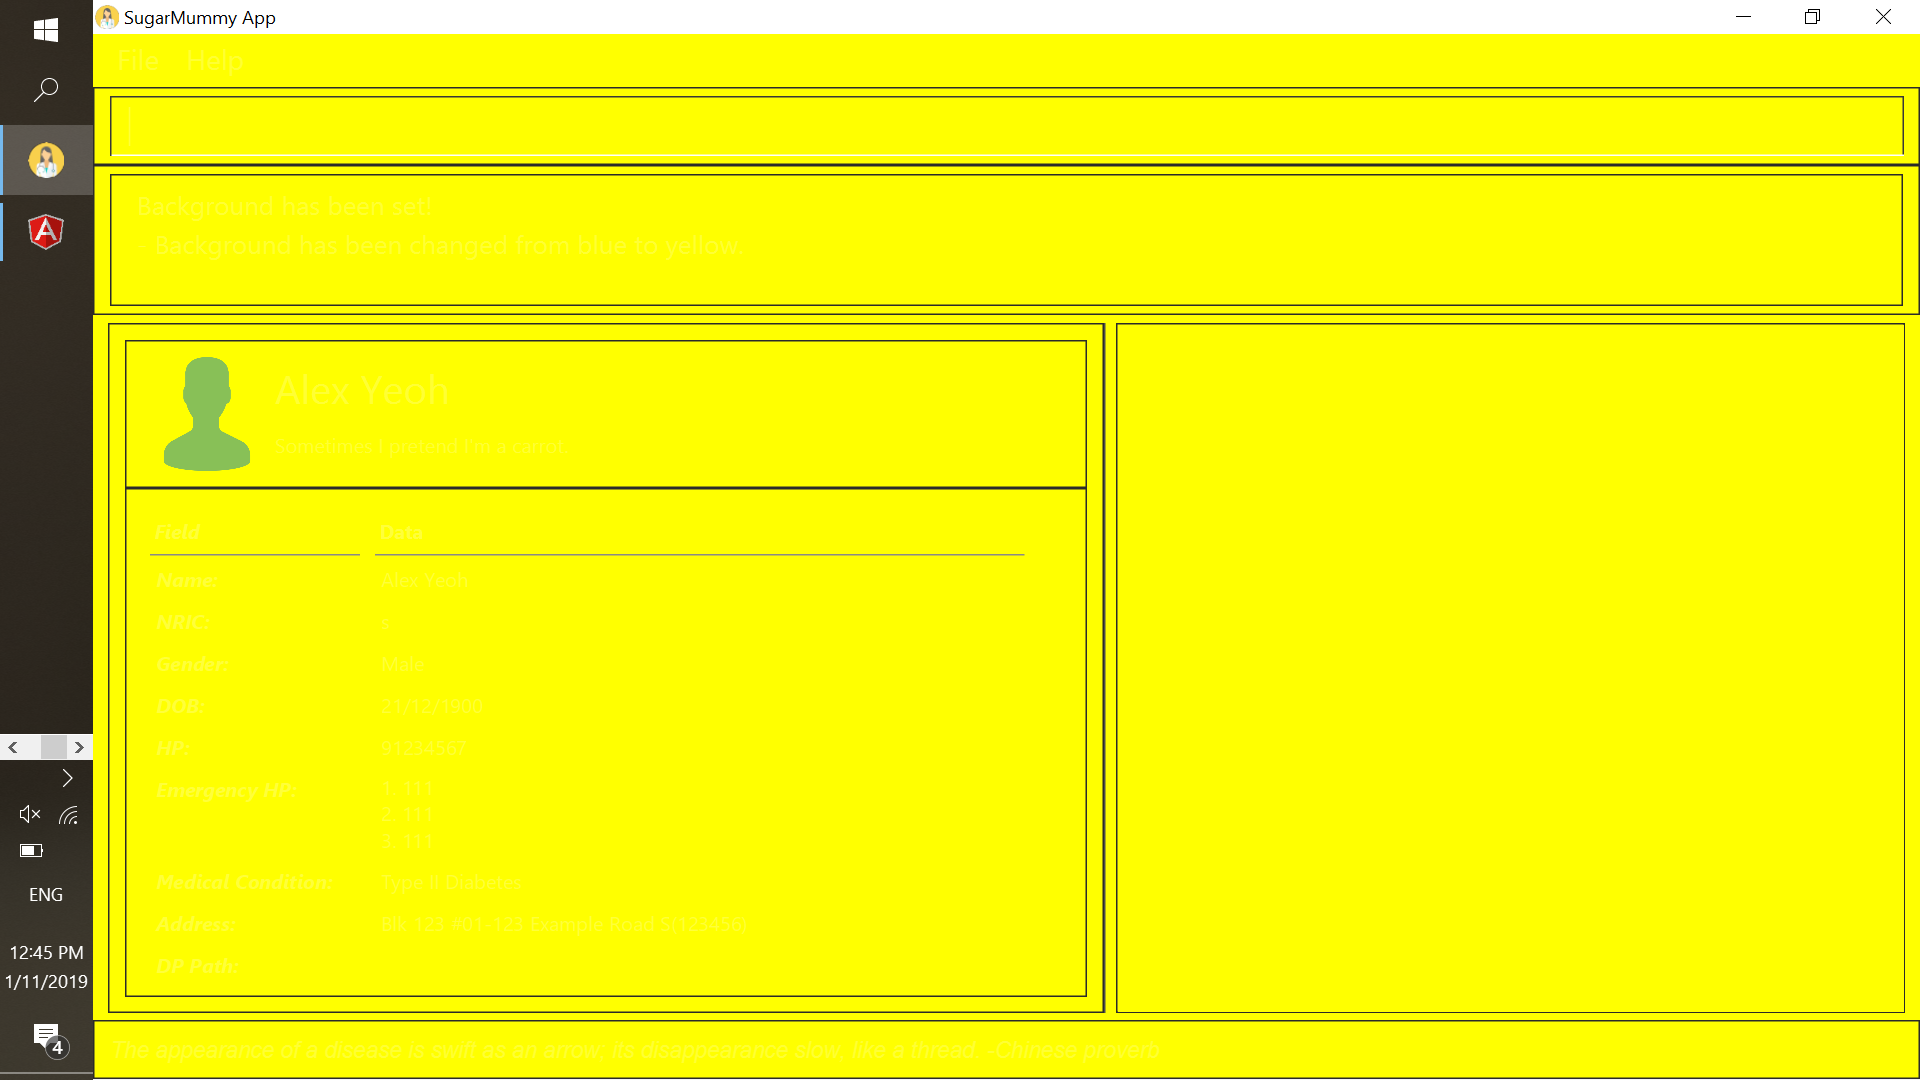 SugarMummy App
File Help
Background has been set!
- Background has been changed from blue to yellow.
Alex Yeoh
Sometimes I pretend I'm a carrot.
Field Data
Name: Alex Yeoh
NRIC: s
Gender: Male
DOB: 21/12/1900
HP: 91234567
Emergency HP: 1. 111
2. 111
3. 111
Medical Condition: Type II Diabetes
Address: Blk 123 #01-123 Example Road S(123456)
DP Path:
The appearance of a disease is swift as an arrow; its disappearance slow, like a thread. -Chinese proverb
ENG
12:45 PM
1/11/2019
4